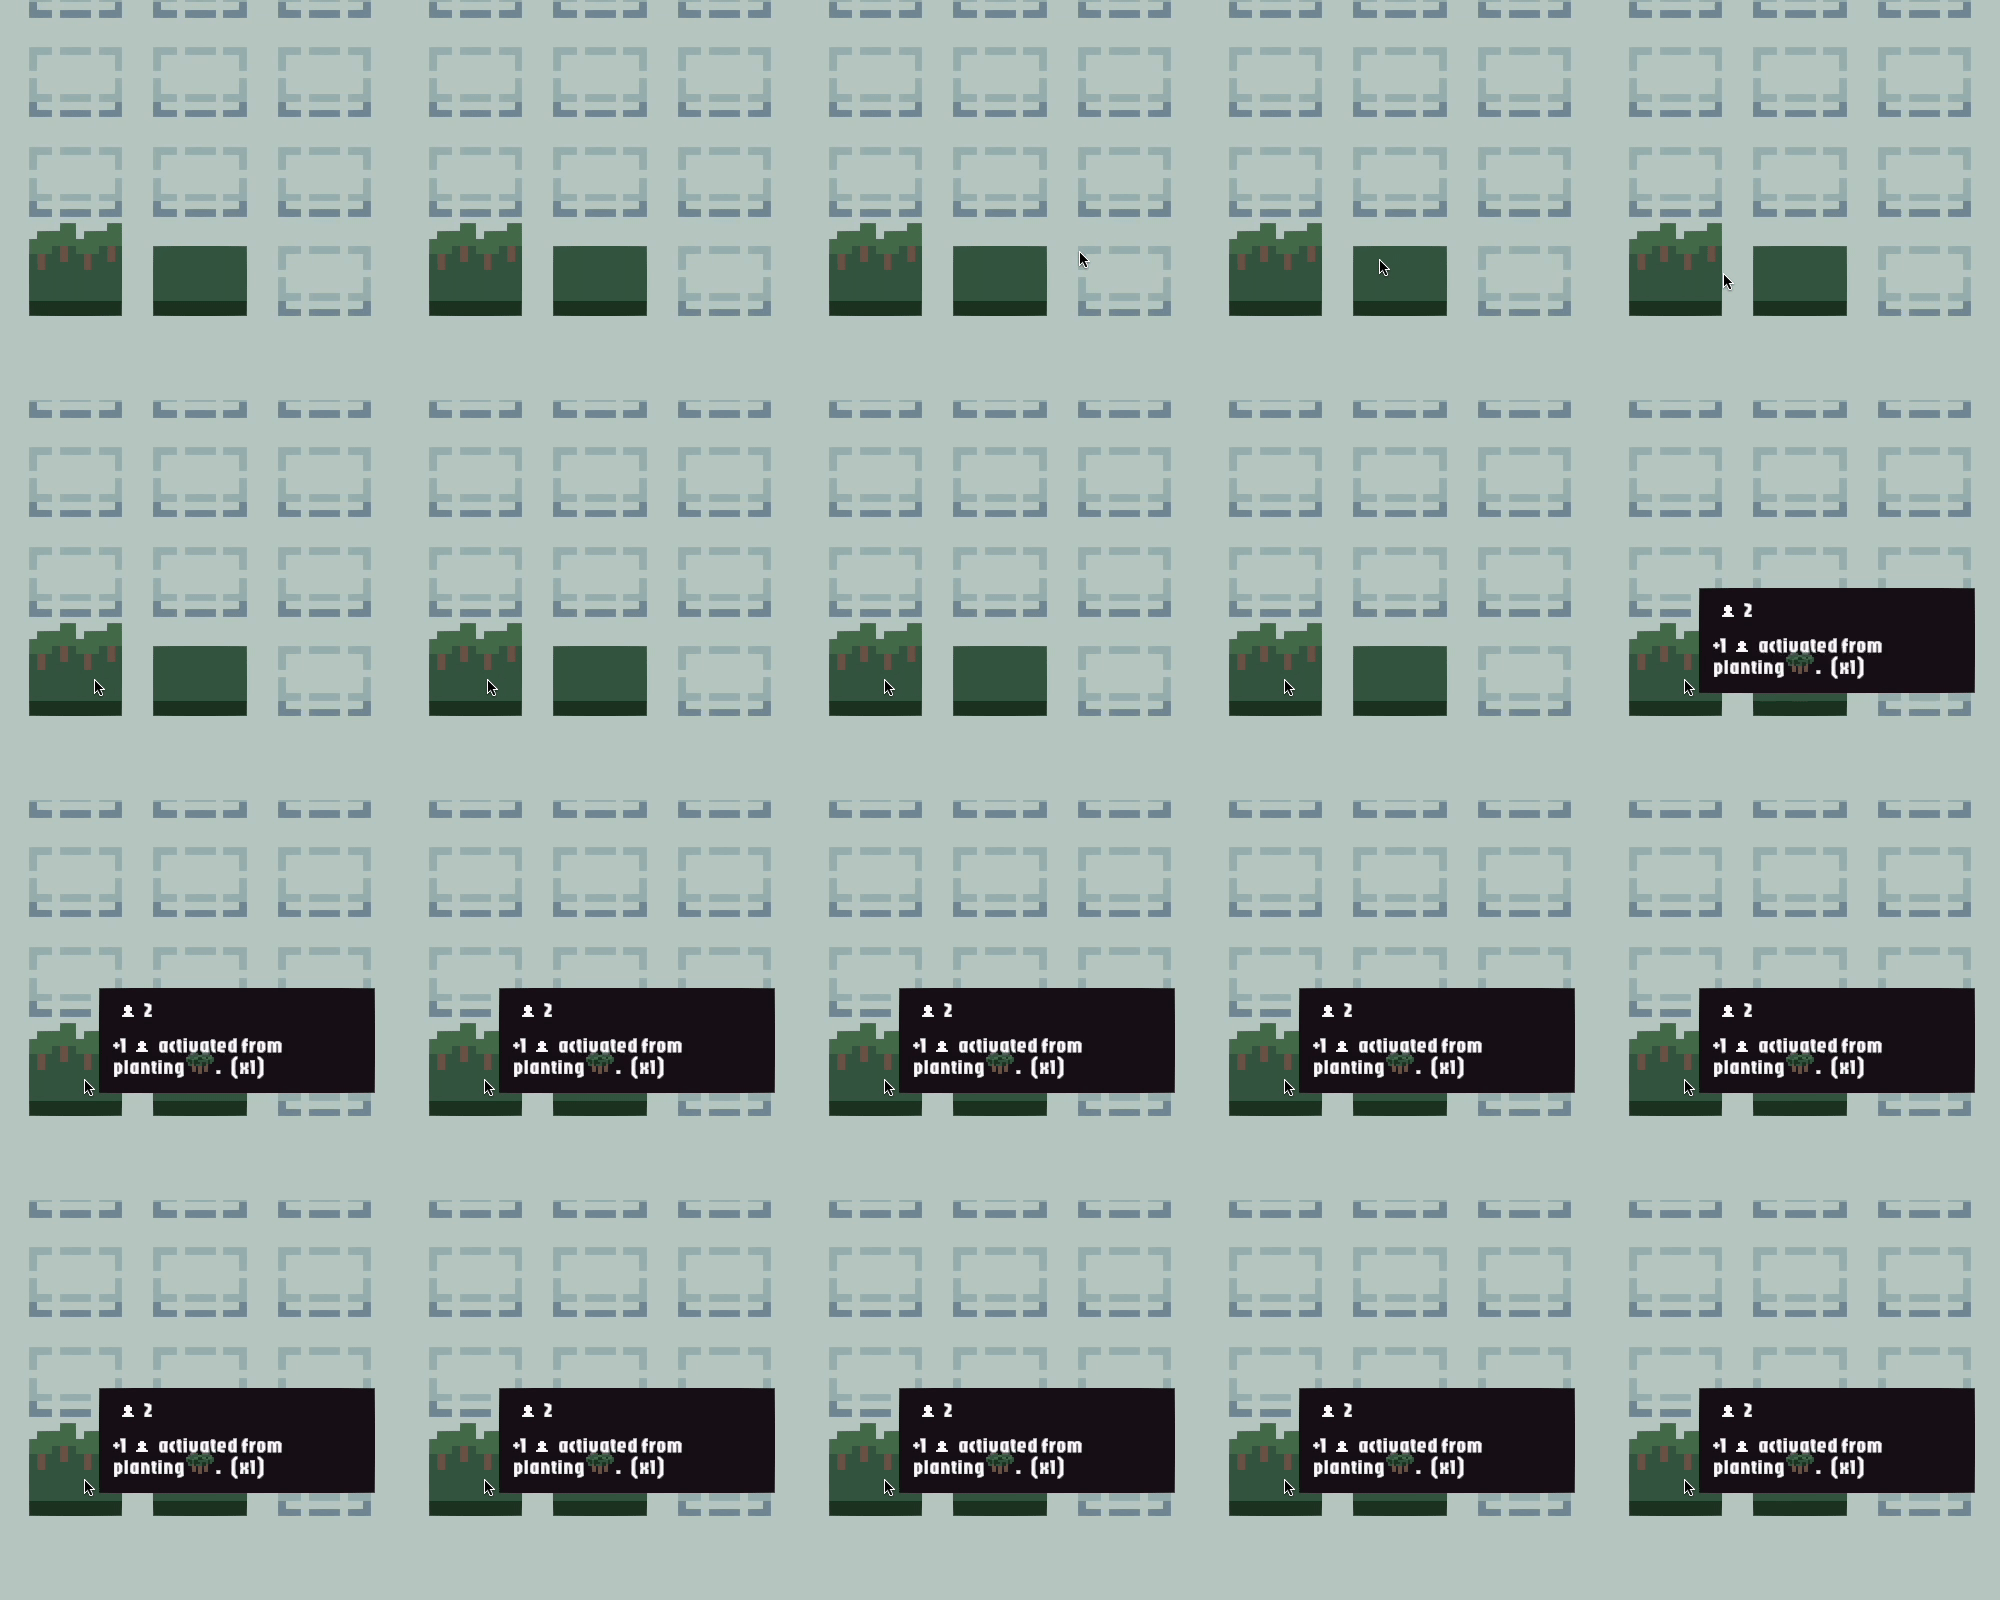 2
+1 activated from
planting . (x1)
2
+1 activated from
planting . (x1)
2
+1 activated from
planting . (x1)
2
+1 activated from
planting . (x1)
2
+1 activated from
planting . (x1)
2
+1 activated from
planting . (x1)
2
+1 activated from
planting . (x1)
2
+1 activated from
planting . (x1)
2
+1 activated from
planting . (x1)
2
+1 activated from
planting . (x1)
2
+1 activated from
planting . (x1)